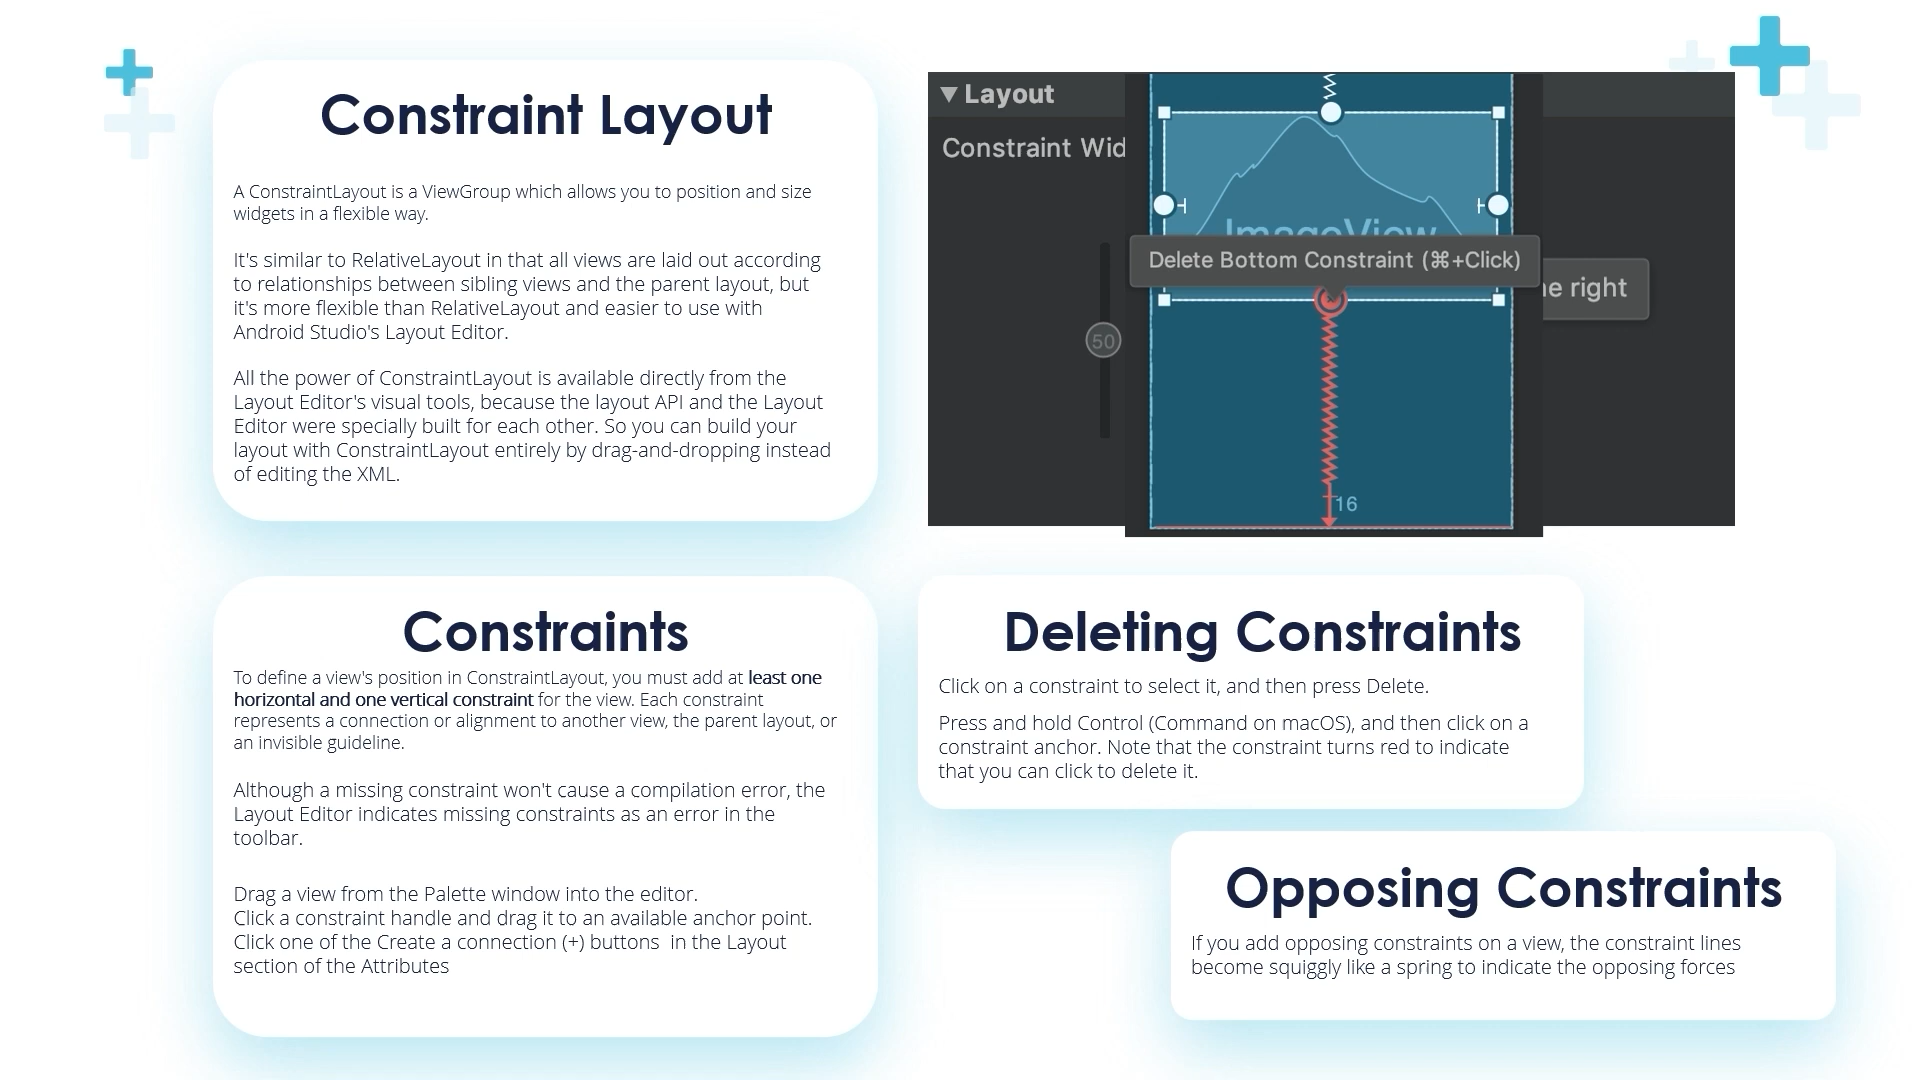 Constraint Layout
A ConstraintLayout is a ViewGroup which allows you to position and size
widgets in a flexible way.
It's similar to RelativeLayout in that all views are laid out according
to relationships between sibling views and the parent layout, but
it's more flexible than RelativeLayout and easier to use with
Android Studio's Layout Editor.
All the power of ConstraintLayout is available directly from the
Layout Editor's visual tools, because the layout API and the Layout
Editor were specially built for each other. So you can build your
layout with ConstraintLayout entirely by drag-and-dropping instead
of editing the XML.
Layout
Constraint Wid
ImageView
Delete Bottom Constraint (⌘+Click)
e right
50
16
Constraints
To define a view's position in ConstraintLayout, you must add at least one
horizontal and one vertical constraint for the view. Each constraint
represents a connection or alignment to another view, the parent layout, or
an invisible guideline.
Although a missing constraint won't cause a compilation error, the
Layout Editor indicates missing constraints as an error in the
toolbar.
Drag a view from the Palette window into the editor.
Click a constraint handle and drag it to an available anchor point.
Click one of the Create a connection (+) buttons  in the Layout
section of the Attributes
Deleting Constraints
Click on a constraint to select it, and then press Delete.
Press and hold Control (Command on macOS), and then click on a
constraint anchor. Note that the constraint turns red to indicate
that you can click to delete it.
Opposing Constraints
If you add opposing constraints on a view, the constraint lines
become squiggly like a spring to indicate the opposing forces